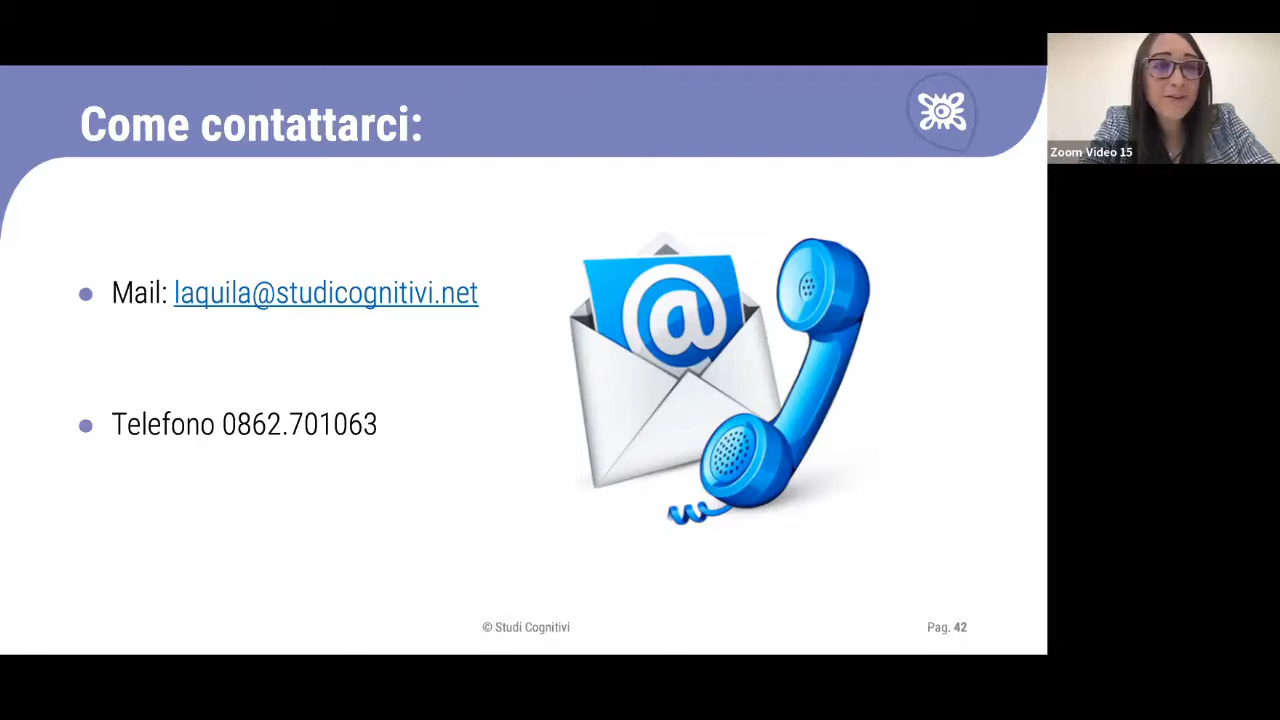 Come contattarci:
Zoom Video 15
Mail: laquila@studicognitivi.net
@
Telefono 0862.701063
© Studi Cognitivi
Pag. 42